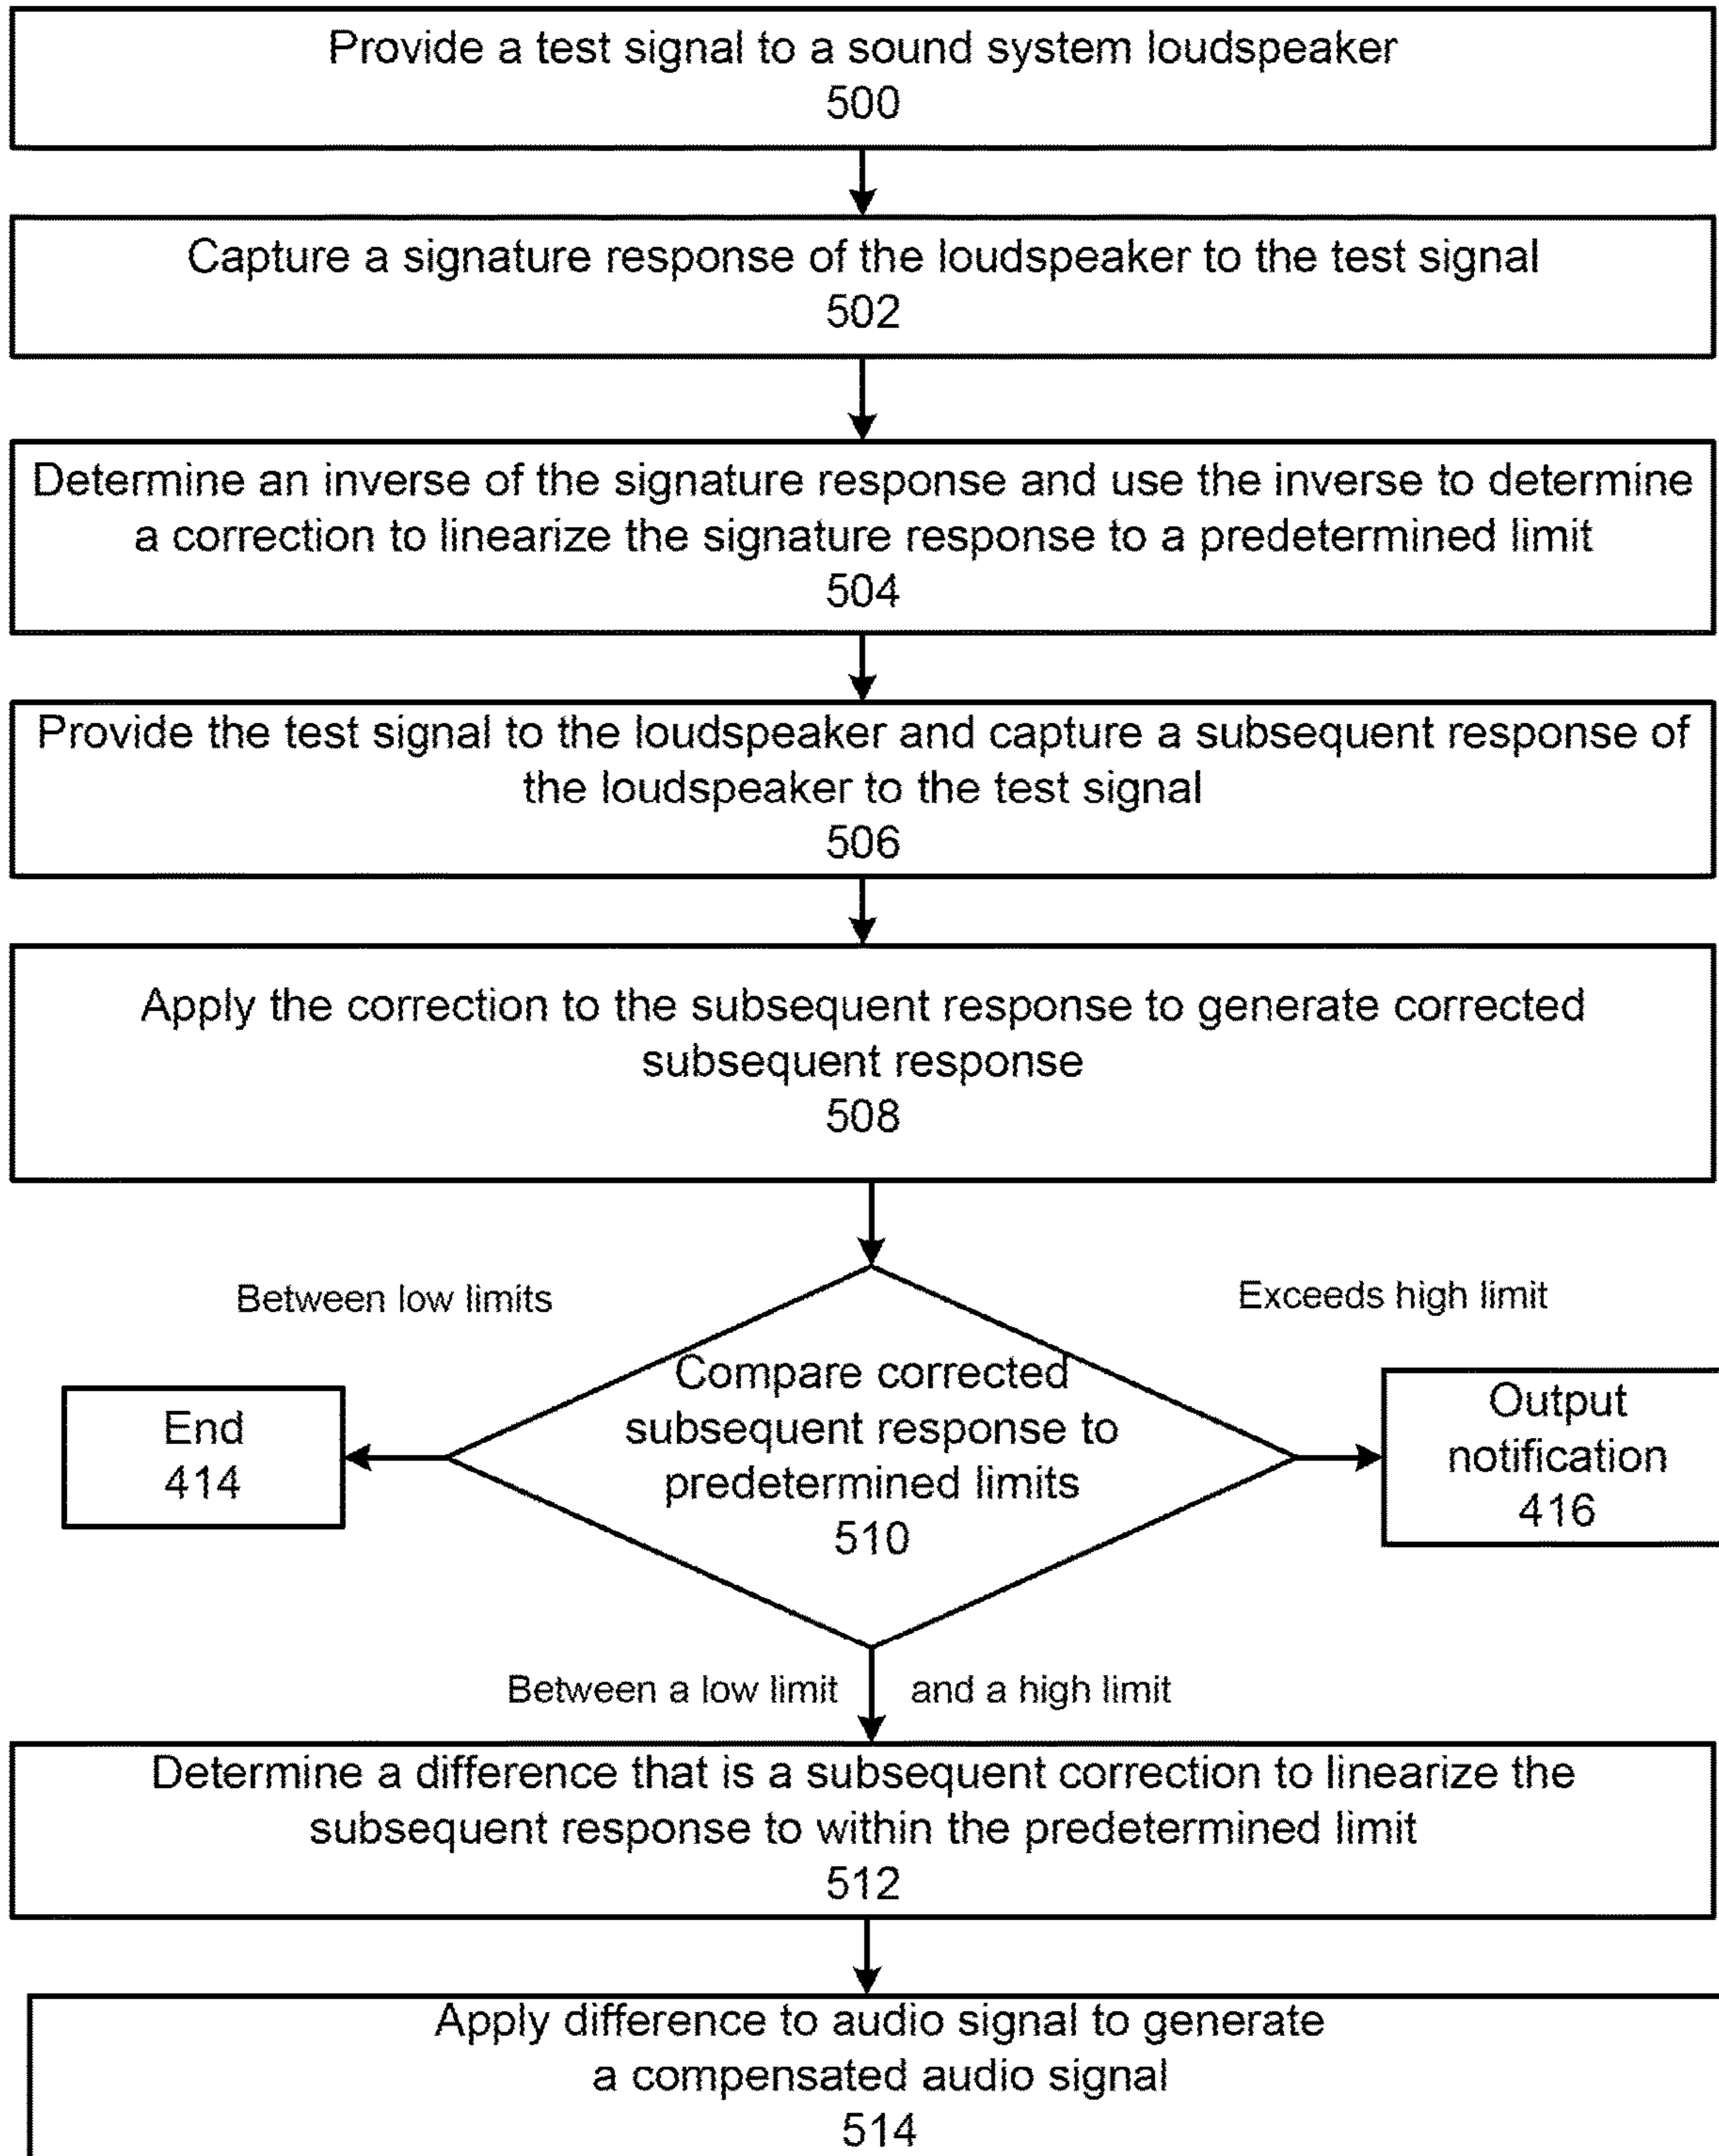 Provide a test signal to a sound system loudspeaker
500
Capture a signature response of the loudspeaker to the test signal
502
Determine an inverse of the signature response and use the inverse to determine
a correction to linearize the signature response to a predetermined limit
504
Provide the test signal to the loudspeaker and capture a subsequent response of
the loudspeaker to the test signal
506
Apply the correction to the subsequent response to generate corrected
subsequent response
508
Between low limits
Exceeds high limit
Compare corrected
subsequent response to
predetermined limits
510
End
414
Output
notification
416
Between a low limit and a high limit
Determine a difference that is a subsequent correction to linearize the
subsequent response to within the predetermined limit
512
Apply difference to audio signal to generate
a compensated audio signal
514